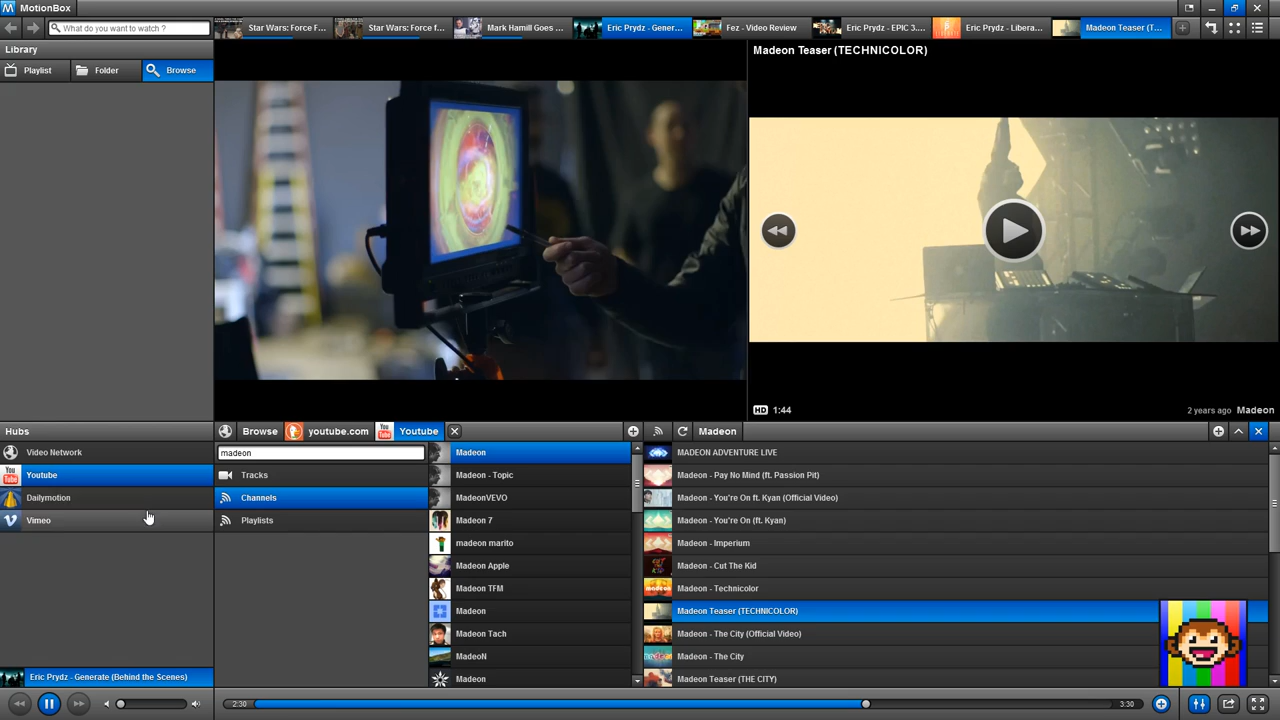 MotionBox
What do you want to watch ?
Star Wars: Force F...
Star Wars: Force f...
Mark Hamill Goes ...
Eric Prydz - Gener...
Fez - Video Review
Eric Prydz - EPIC 3....
Eric Prydz - Libera...
Madeon Teaser (T...
Library
Playlist
Folder
Browse
Madeon Teaser (TECHNICOLOR)
HD 1:44
2 years ago Madeon
Hubs
Video Network
Youtube
Dailymotion
Vimeo
Browse
youtube.com
Youtube
madeon
Tracks
Channels
Playlists
Madeon
Madeon - Topic
MadeonVEVO
Madeon 7
madeon marito
Madeon Apple
Madeon TFM
Madeon
Madeon Tach
MadeoN
Madeon
Madeon
MADEON ADVENTURE LIVE
Madeon - Pay No Mind (ft. Passion Pit)
Madeon - You're On ft. Kyan (Official Video)
Madeon - You're On (ft. Kyan)
Madeon - Imperium
Madeon - Cut The Kid
Madeon - Technicolor
Madeon Teaser (TECHNICOLOR)
Madeon - The City (Official Video)
Madeon - The City
Madeon Teaser (THE CITY)
Eric Prydz - Generate (Behind the Scenes)
2:30
3:30